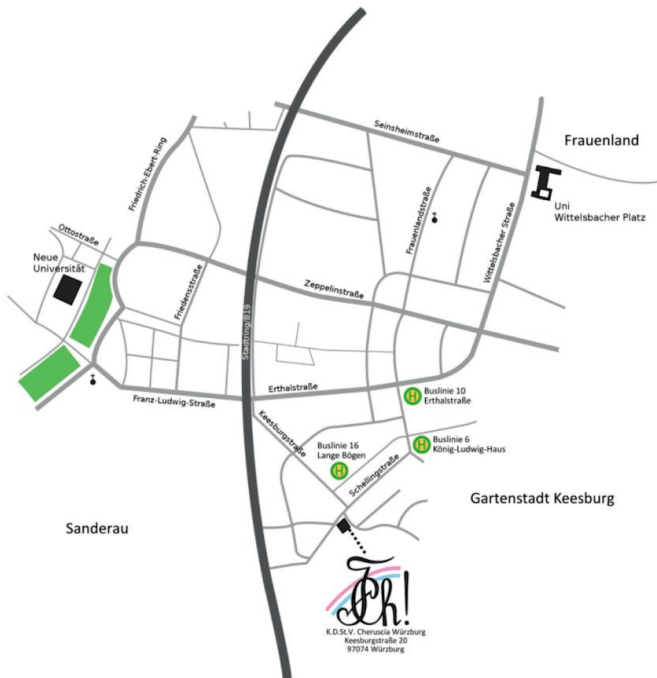 Seinsheimstraße
Frauenland
Friedrich-Ebert-Ring
Frauenlandstraße
Uni
Wittelsbacher Platz
Wittelsbacher Straße
Ottostraße
Neue
Universität
Friedensstraße
Zeppelinstraße
Stadtring/B19
Erthalstraße
Franz-Ludwig-Straße
H
Buslinie 10
Erthalstraße
Keesburgstraße
Buslinie 16
Lange Bögen
H
H
Buslinie 6
König-Ludwig-Haus
Schellingstraße
Gartenstadt Keesburg
Sanderau
K.D.St.V. Cheruscia Würzburg
Keesburgstraße 20
97074 Würzburg